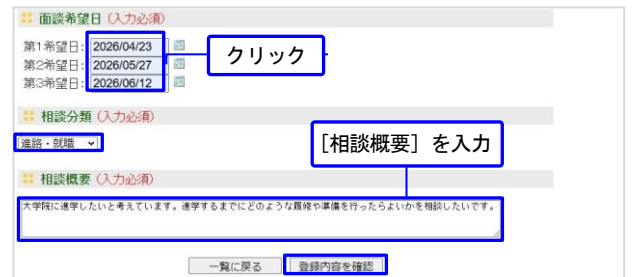 面談希望日（入力必須）
第1希望日： 2026/04/23
第2希望日： 2026/05/27
第3希望日： 2026/06/12
クリック
相談分類（入力必須）
進路・就職
［相談概要］を入力
相談概要（入力必須）
大学院に進学したいと考えています。進学するまでにどのような履修や準備を行ったらよいかを相談したいです。
一覧に戻る 登録内容を確認